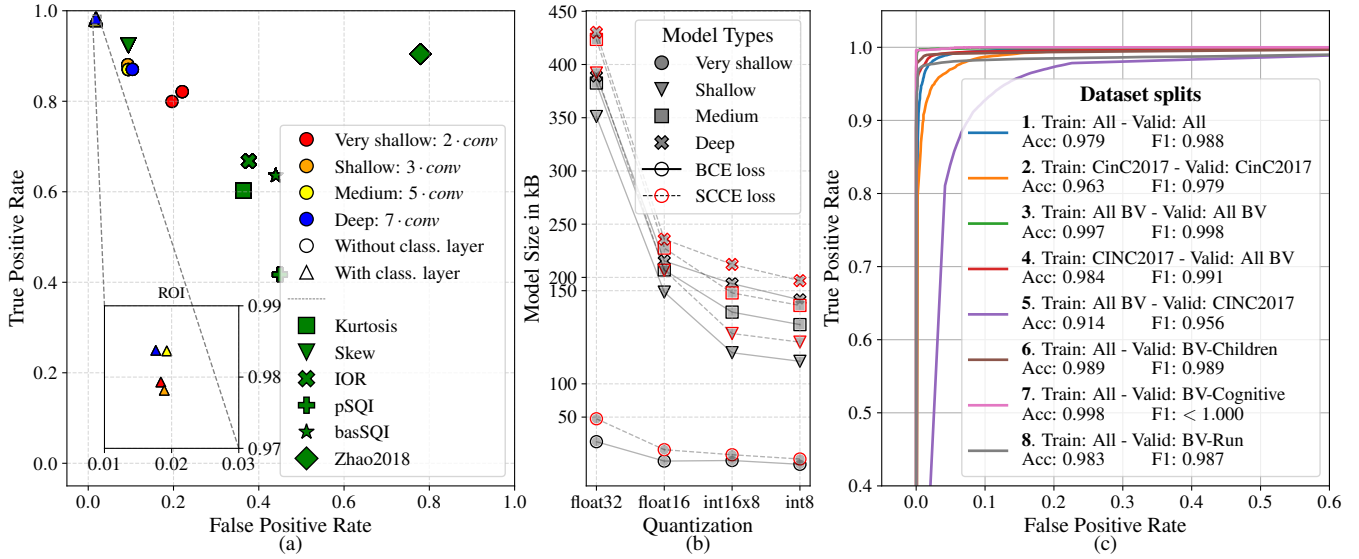 1.0
0.8
0.6
0.4
0.2
0.0
True Positive Rate
0.0
0.2
0.4
0.6
0.8
1.0
False Positive Rate
(a)
Very shallow: 2 · conv
Shallow: 3 · conv
Medium: 5 · conv
Deep: 7 · conv
Without class. layer
With class. layer
Kurtosis
Skew
IOR
pSQI
basSQI
Zhao2018
ROI
0.99
0.98
0.97
0.01
0.02
0.03
450
400
350
300
250
200
150
100
50
Model Size in kB
float32
float16
int16x8
int8
Quantization
(b)
Model Types
Very shallow
Shallow
Medium
Deep
BCE loss
SCCE loss
1.0
0.9
0.8
0.7
0.6
0.5
0.4
True Positive Rate
0.0
0.1
0.2
0.3
0.4
0.5
0.6
False Positive Rate
(c)
Dataset splits
1. Train: All - Valid: All
Acc: 0.979 F1: 0.988
2. Train: CinC2017 - Valid: CinC2017
Acc: 0.963 F1: 0.979
3. Train: All BV - Valid: All BV
Acc: 0.997 F1: 0.998
4. Train: CINC2017 - Valid: All BV
Acc: 0.984 F1: 0.991
5. Train: All BV - Valid: CINC2017
Acc: 0.914 F1: 0.956
6. Train: All - Valid: BV-Children
Acc: 0.989 F1: 0.989
7. Train: All - Valid: BV-Cognitive
Acc: 0.998 F1: < 1.000
8. Train: All - Valid: BV-Run
Acc: 0.983 F1: 0.987